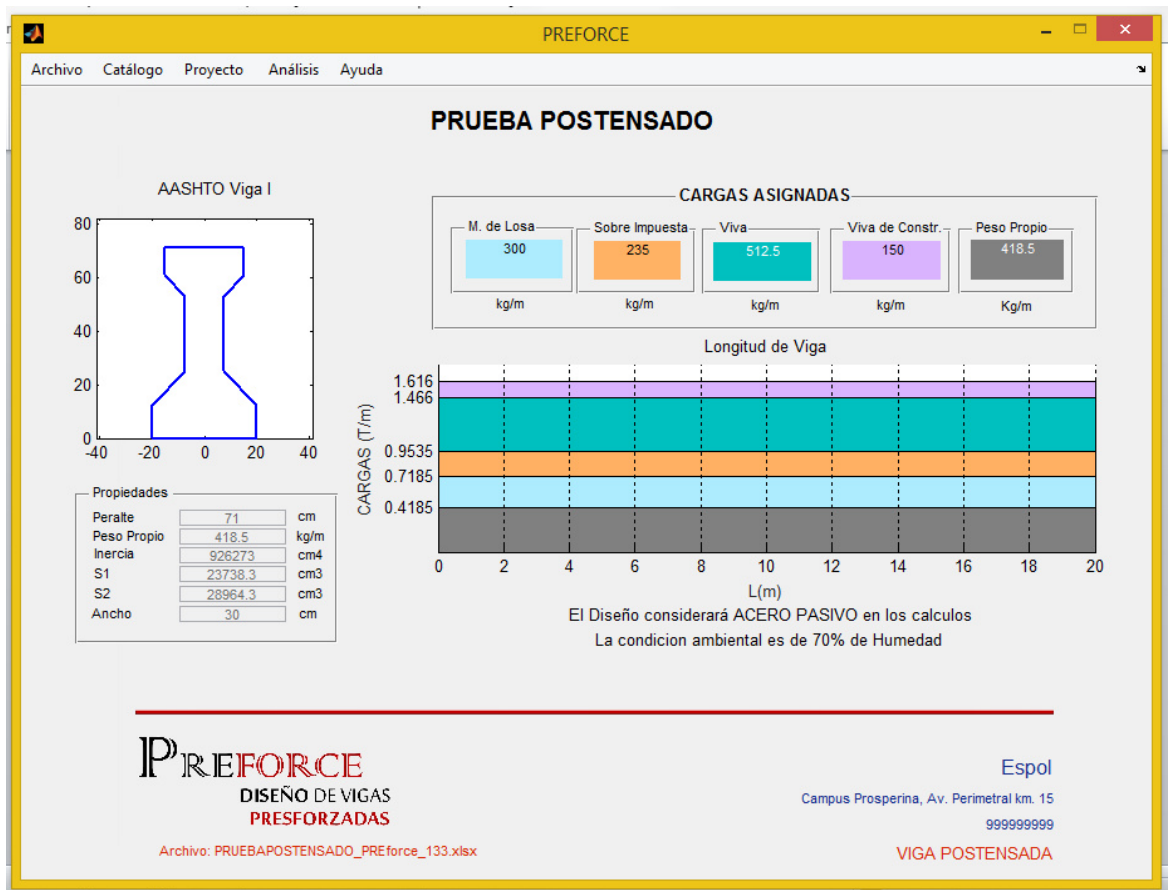 PREFORCE
Archivo Catálogo Proyecto Análisis Ayuda
PRUEBA POSTENSADO
AASHTO Viga I
80
60
40
20
0
-40 -20 0 20 40
Propiedades
Peralte 71 cm
Peso Propio 418.5 kg/m
Inercia 926273 cm4
S1 23738.3 cm3
S2 28964.3 cm3
Ancho 30 cm
CARGAS ASIGNADAS
M. de Losa Sobre Impuesta Viva Viva de Constr. Peso Propio
300 235 512.5 150 418.5
kg/m kg/m kg/m kg/m Kg/m
Longitud de Viga
CARGAS (T/m)
1.616
1.466
0.9535
0.7185
0.4185
0 2 4 6 8 10 12 14 16 18 20
L(m)
El Diseño considerará ACERO PASIVO en los calculos
La condicion ambiental es de 70% de Humedad
PREFORCE
DISEÑO DE VIGAS
PRESFORZADAS
Archivo: PRUEBAPOSTENSADO_PREforce_133.xlsx
Espol
Campus Prosperina, Av. Perimetral km. 15
999999999
VIGA POSTENSADA